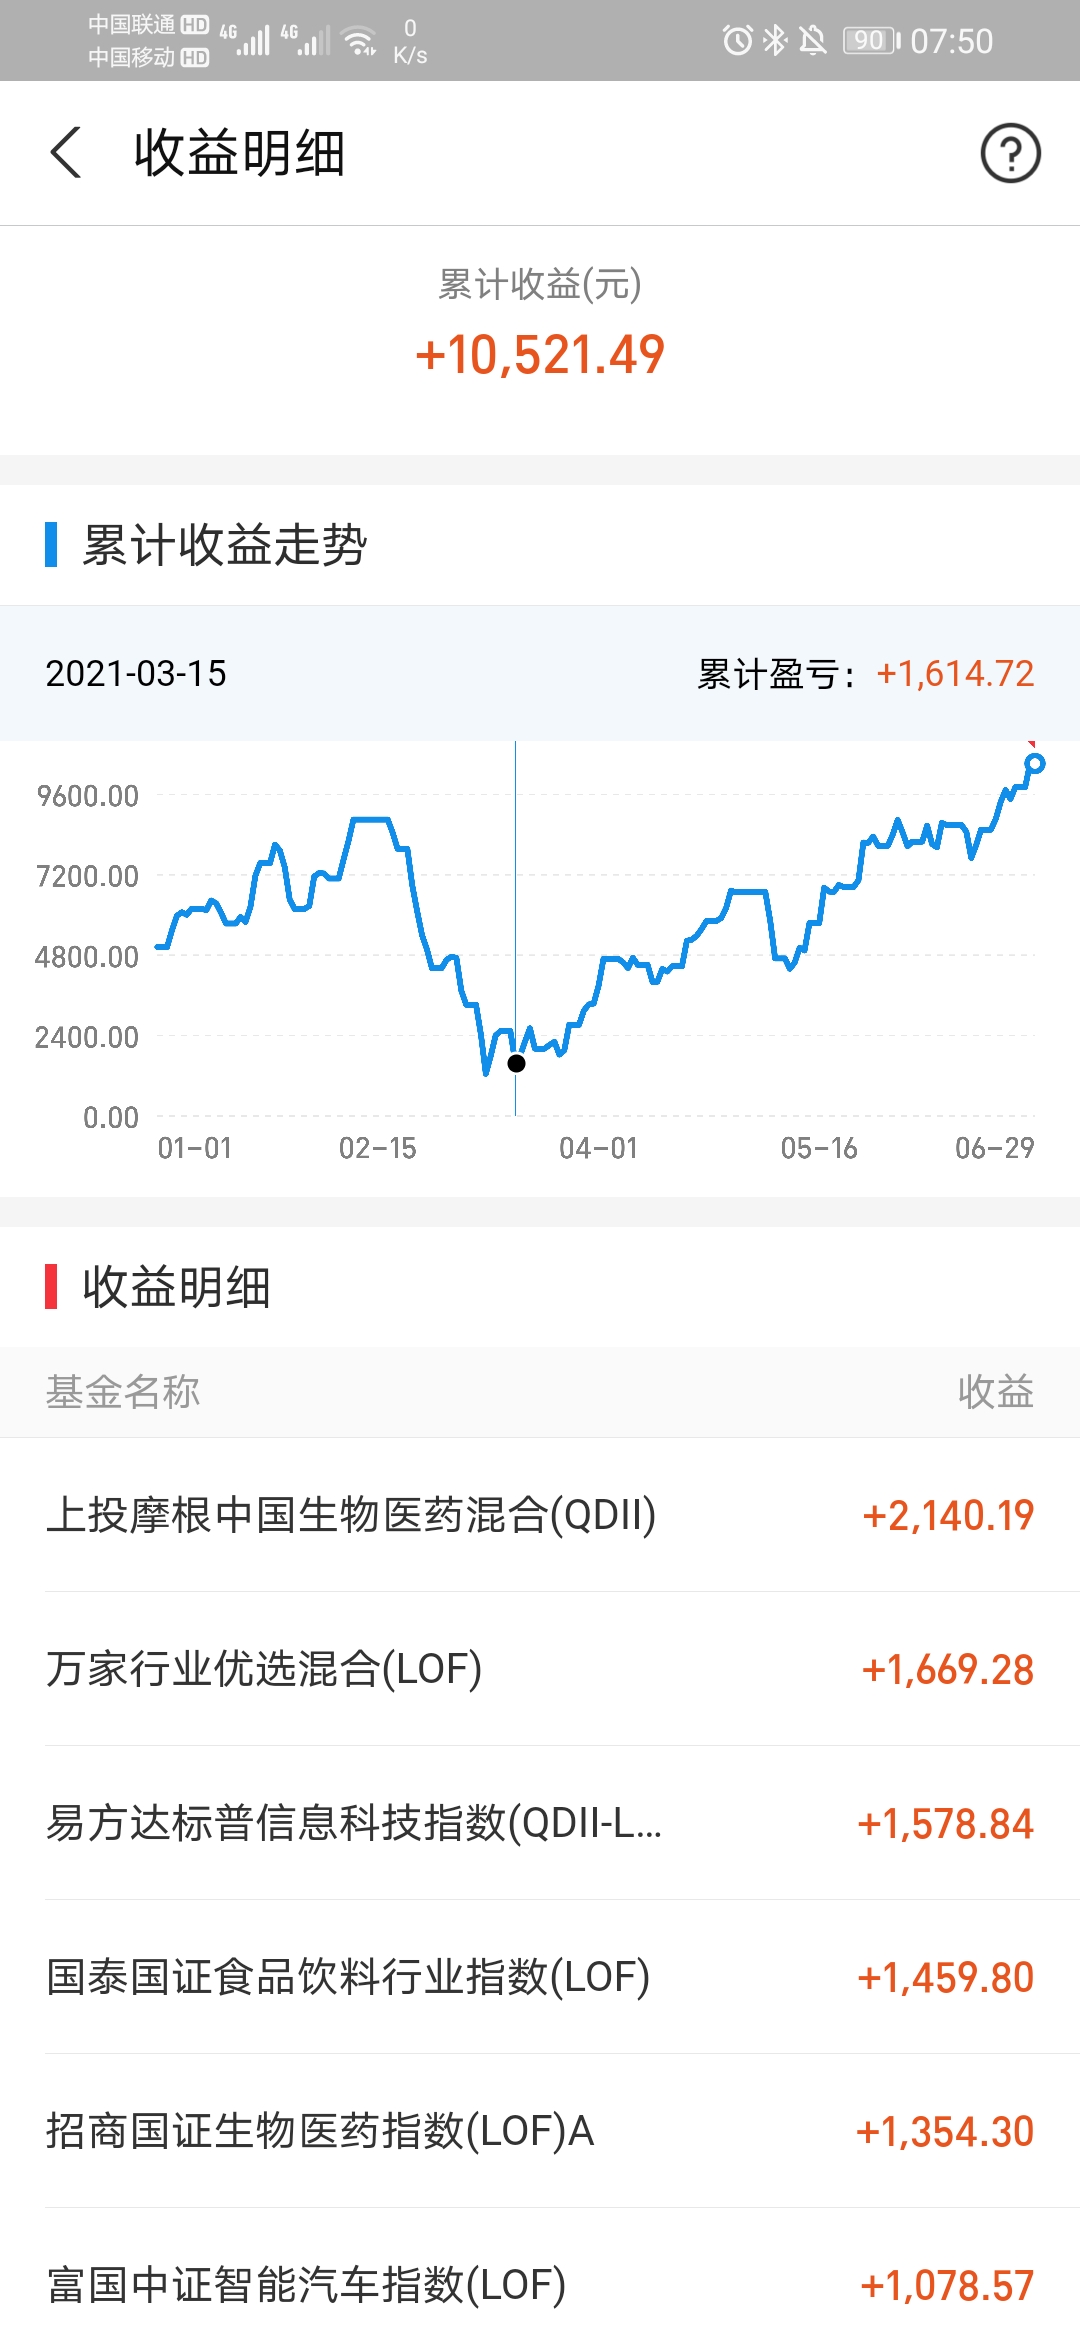 中国联通 HD 4G 4G 0 90 07:50
中国移动 HD K/s
收益明细
累计收益(元)
+10,521.49
累计收益走势
2021-03-15 累计盈亏: +1,614.72
9600.00
7200.00
4800.00
2400.00
0.00
01-01 02-15 04-01 05-16 06-29
收益明细
基金名称 收益
上投摩根中国生物医药混合(QDII) +2,140.19
万家行业优选混合(LOF) +1,669.28
易方达标普信息科技指数(QDII-L... +1,578.84
国泰国证食品饮料行业指数(LOF) +1,459.80
招商国证生物医药指数(LOF)A +1,354.30
富国中证智能汽车指数(LOF) +1,078.57